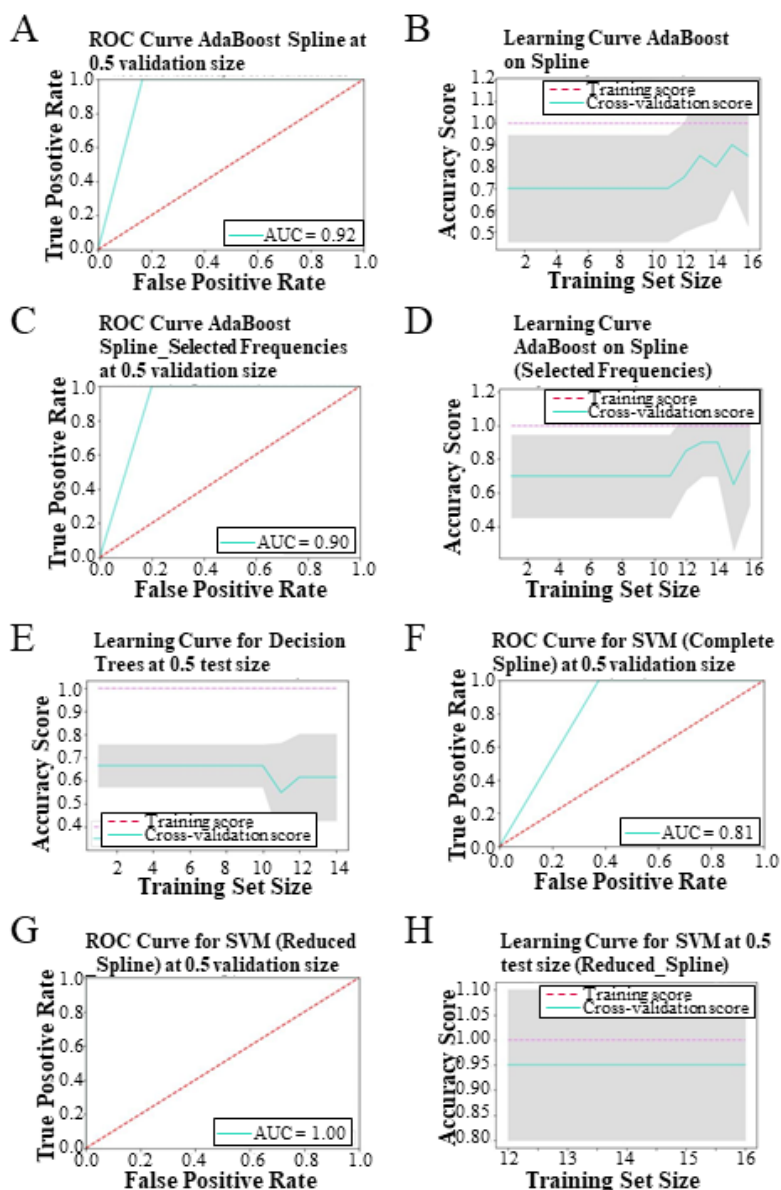 A
ROC Curve AdaBoost Spline at
0.5 validation size
True Posotive Rate
1.0
0.8
0.6
0.4
0.2
0.0
AUC = 0.92
0.0 0.2 0.4 0.6 0.8 1.0
False Positive Rate
B
Learning Curve AdaBoost
on Spline
Accuracy Score
1.2
1.1
1.0
0.9
0.8
0.7
0.6
0.5
Training score
Cross-validation score
2 4 6 8 10 12 14 16
Training Set Size
C
ROC Curve AdaBoost
Spline_Selected Frequencies
at 0.5 validation size
True Posotive Rate
1.0
0.8
0.6
0.4
0.2
0.0
AUC = 0.90
0.0 0.2 0.4 0.6 0.8 1.0
False Positive Rate
D
Learning Curve
AdaBoost on Spline
(Selected Frequencies)
Accuracy Score
1.2
1.0
0.8
0.6
0.4
Training score
Cross-validation score
2 4 6 8 10 12 14 16
Training Set Size
E
Learning Curve for Decision
Trees at 0.5 test size
Accuracy Score
1.0
0.9
0.8
0.7
0.6
0.5
0.4
Training score
Cross-validation score
2 4 6 8 10 12 14
Training Set Size
F
ROC Curve for SVM (Complete
Spline) at 0.5 validation size
True Posotive Rate
1.0
0.8
0.6
0.4
0.2
0.0
AUC = 0.81
0.0 0.2 0.4 0.6 0.8 1.0
False Positive Rate
G
ROC Curve for SVM (Reduced
_Spline) at 0.5 validation size
True Posotive Rate
1.0
0.8
0.6
0.4
0.2
0.0
AUC = 1.00
0.0 0.2 0.4 0.6 0.8 1.0
False Positive Rate
H
Learning Curve for SVM at 0.5
test size (Reduced_Spline)
Accuracy Score
1.10
1.05
1.00
0.95
0.90
0.85
0.80
Training score
Cross-validation score
12 13 14 15 16
Training Set Size